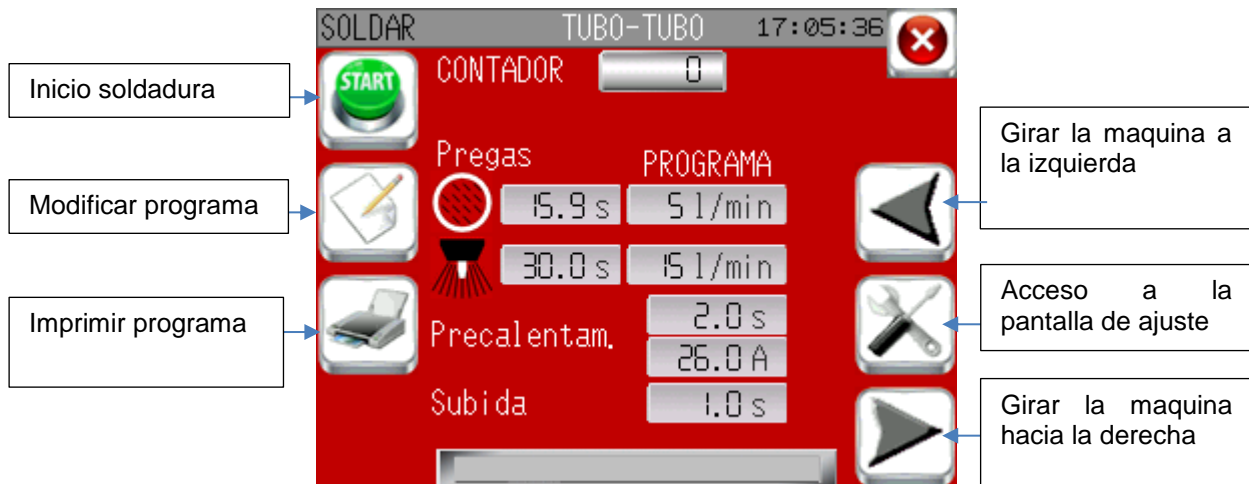 SOLDAR TUBO-TUBO 17:05:36
Inicio soldadura
START
CONTADOR 0
Girar la maquina a
la izquierda
Pregas PROGRAMA
Modificar programa
15.9 s 5 l/min
30.0 s 15 l/min
Acceso a la
pantalla de ajuste
Imprimir programa
2.0 s
Precalentam.
26.0 A
Subida 1.0 s
Girar la maquina
hacia la derecha